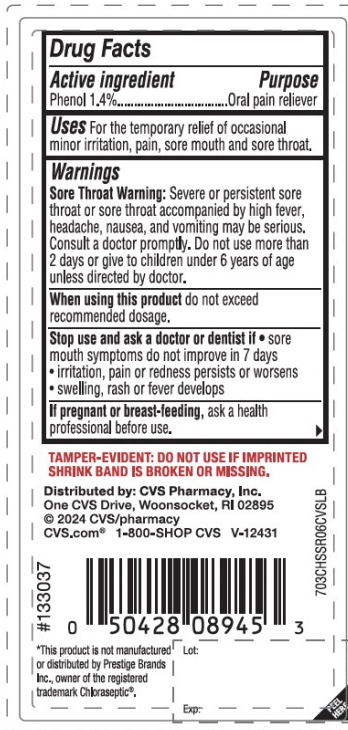 Drug Facts
Active ingredient Purpose
Phenol 1.4%............................Oral pain reliever
Uses For the temporary relief of occasional
minor irritation, pain, sore mouth and sore throat.
Warnings
Sore Throat Warning: Severe or persistent sore
throat or sore throat accompanied by high fever,
headache, nausea, and vomiting may be serious.
Consult a doctor promptly. Do not use more than
2 days or give to children under 6 years of age
unless directed by doctor.
When using this product do not exceed
recommended dosage.
Stop use and ask a doctor or dentist if • sore
mouth symptoms do not improve in 7 days
• irritation, pain or redness persists or worsens
• swelling, rash or fever develops
If pregnant or breast-feeding, ask a health
professional before use.
TAMPER-EVIDENT: DO NOT USE IF IMPRINTED
SHRINK BAND IS BROKEN OR MISSING.
Distributed by: CVS Pharmacy, Inc.
One CVS Drive, Woonsocket, RI 02895
© 2024 CVS/pharmacy
CVS.com® 1-800-SHOP CVS V-12431
703CHSSR06CVSLB
#133037
0 50428 08945 3
*This product is not manufactured
or distributed by Prestige Brands
Inc., owner of the registered
trademark Chloraseptic®.
Lot:
Exp:
PEEL
HERE